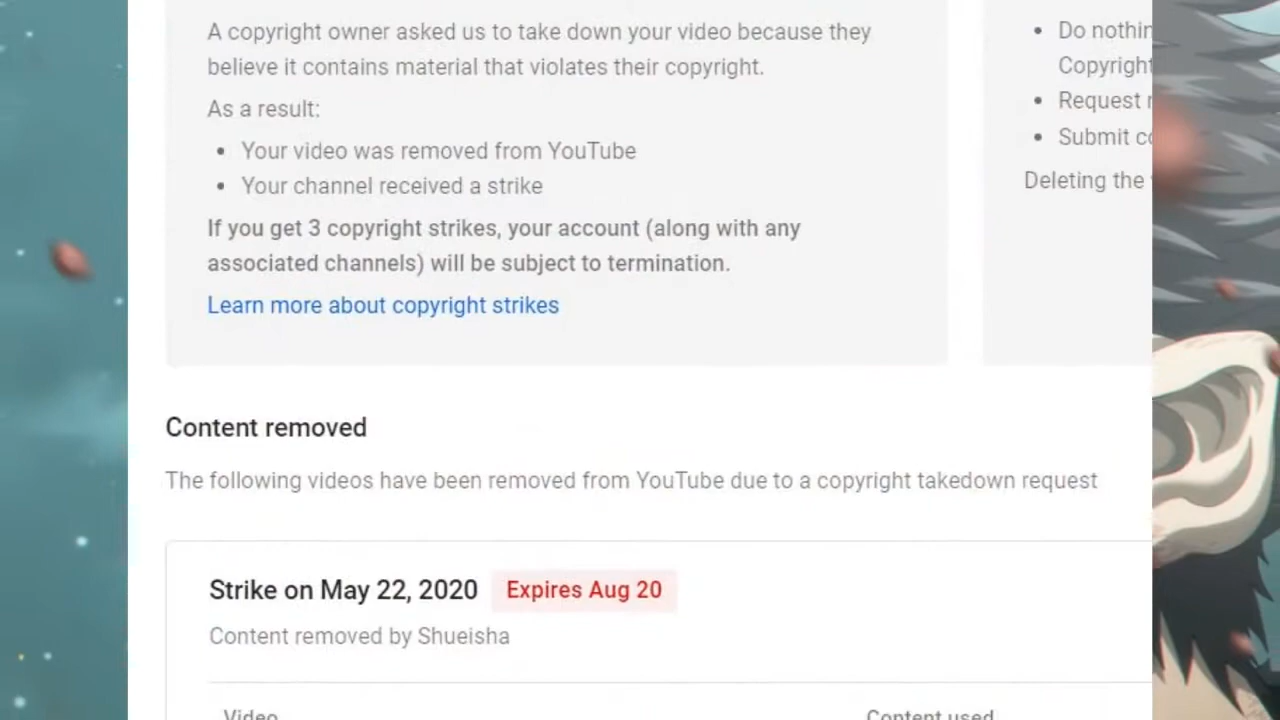 A copyright owner asked us to take down your video because they
believe it contains material that violates their copyright.
As a result:
• Your video was removed from YouTube
• Your channel received a strike
If you get 3 copyright strikes, your account (along with any
associated channels) will be subject to termination.
Learn more about copyright strikes
• Do
Copyright
• Request
• Submit
Deleting the
Content removed
The following videos have been removed from YouTube due to a copyright takedown request
Strike on May 22, 2020 Expires Aug 20
Content removed by Shueisha
Video Content used